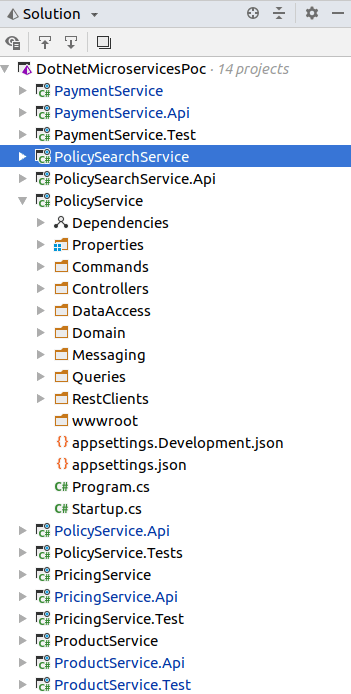 Solution
DotNetMicroservicesPoc · 14 projects
PaymentService
PaymentService.Api
PaymentService.Test
PolicySearchService
PolicySearchService.Api
PolicyService
Dependencies
Properties
Commands
Controllers
DataAccess
Domain
Messaging
Queries
RestClients
wwwroot
appsettings.Development.json
appsettings.json
C# Program.cs
C# Startup.cs
PolicyService.Api
PolicyService.Tests
PricingService
PricingService.Api
PricingService.Test
ProductService
ProductService.Api
ProductService.Test